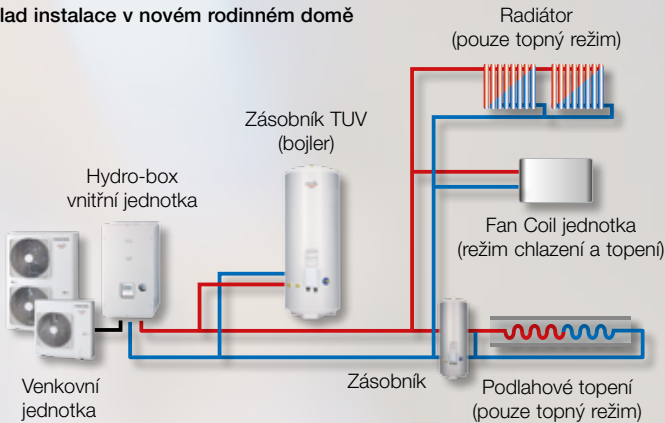 lad instalace v novém rodinném domě
Radiátor
(pouze topný režim)
Zásobník TUV
(bojler)
Hydro-box
vnitřní jednotka
Fan Coil jednotka
(režim chlazení a topení)
Venkovní
jednotka
Zásobník
Podlahové topení
(pouze topný režim)